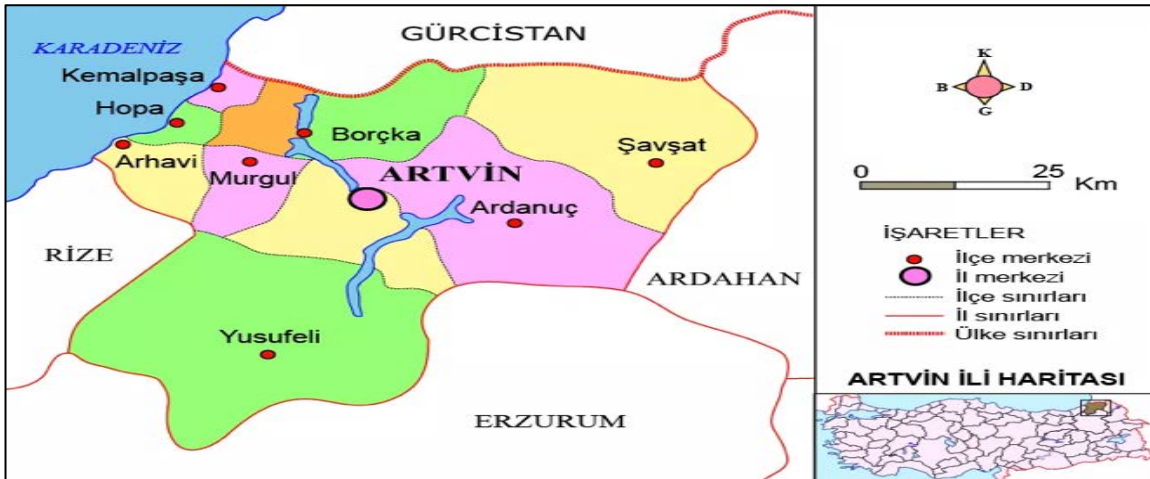 GÜRCİSTAN
KARADENİZ
Kemalpaşa
Hopa
Borçka
Arhavi
Murgul
ARTVİN
Şavşat
Ardanuç
RİZE
ARDAHAN
Yusufeli
ERZURUM
K
B D
G
0 25 Km
İŞARETLER
İlçe merkezi
İl merkezi
İlçe sınırları
İl sınırları
Ülke sınırları
ARTVİN İLİ HARİTASI